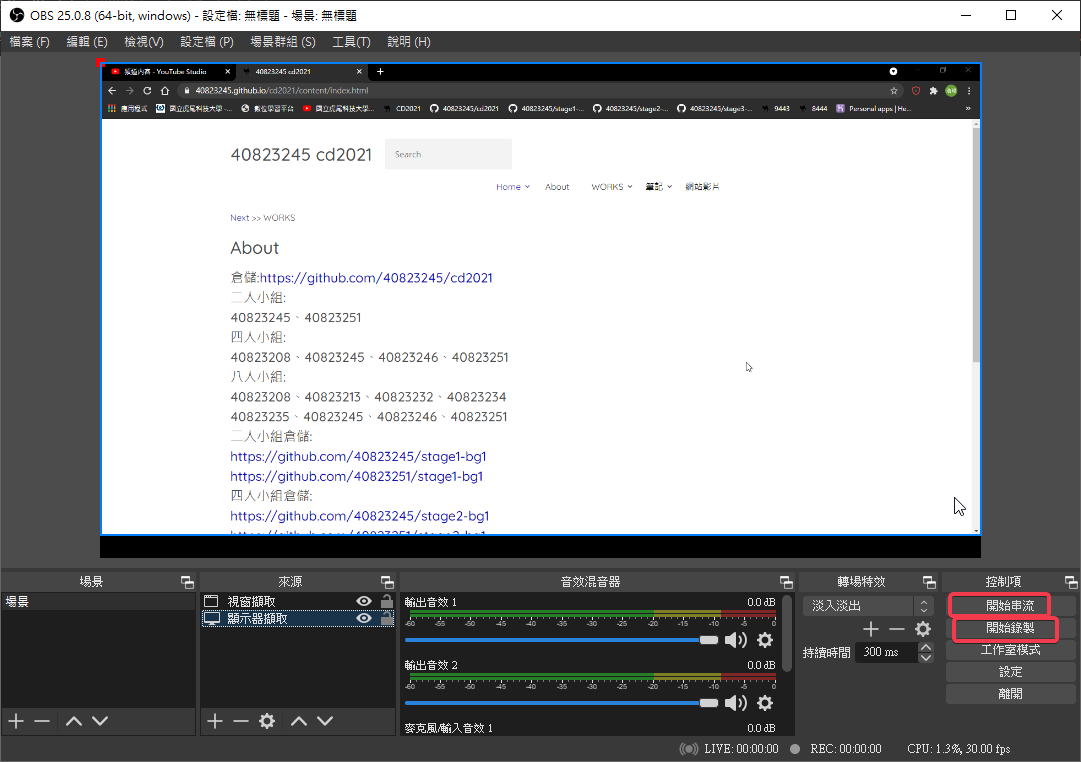 OBS 25.0.8 (64-bit, windows) - 設定檔: 無標題 - 場景: 無標題
檔案 (F) 編輯 (E) 檢視(V) 設定檔 (P) 場景群組 (S) 工具(T) 說明 (H)
頻道內容 - YouTube Studio 40823245 cd2021
40823245.github.io/cd2021/content/index.html
應用程式 國立虎尾科技大學 -... 數位學習平台 國立虎尾科技大學... CD2021 40823245/cd2021 40823245/stage1-... 40823245/stage2-... 40823245/stage3-... 9443 8444 Personal apps | He... »
40823245 cd2021
Search
Home About WORKS 筆記 網站影片
Next >> WORKS
About
倉儲:https://github.com/40823245/cd2021
二人小組:
40823245、40823251
四人小組:
40823208、40823245、40823246、40823251
八人小組:
40823208、40823213、40823232、40823234
40823235、40823245、40823246、40823251
二人小組倉儲:
https://github.com/40823245/stage1-bg1
https://github.com/40823251/stage1-bg1
四人小組倉儲:
https://github.com/40823245/stage2-bg1
https://github.com/40823251/stage2-bg1
場景 來源 音效混音器 轉場特效 控制項
場景
視窗擷取
顯示器擷取
輸出音效 1 0.0 dB
-60 -55 -50 -45 -40 -35 -30 -25 -20 -15 -10 -5 0
輸出音效 2 0.0 dB
-60 -55 -50 -45 -40 -35 -30 -25 -20 -15 -10 -5 0
麥克風/輸入音效 1 0.0 dB
淡入淡出
持續時間 300 ms
開始串流
開始錄製
工作室模式
設定
離開
LIVE: 00:00:00 REC: 00:00:00 CPU: 1.3%, 30.00 fps